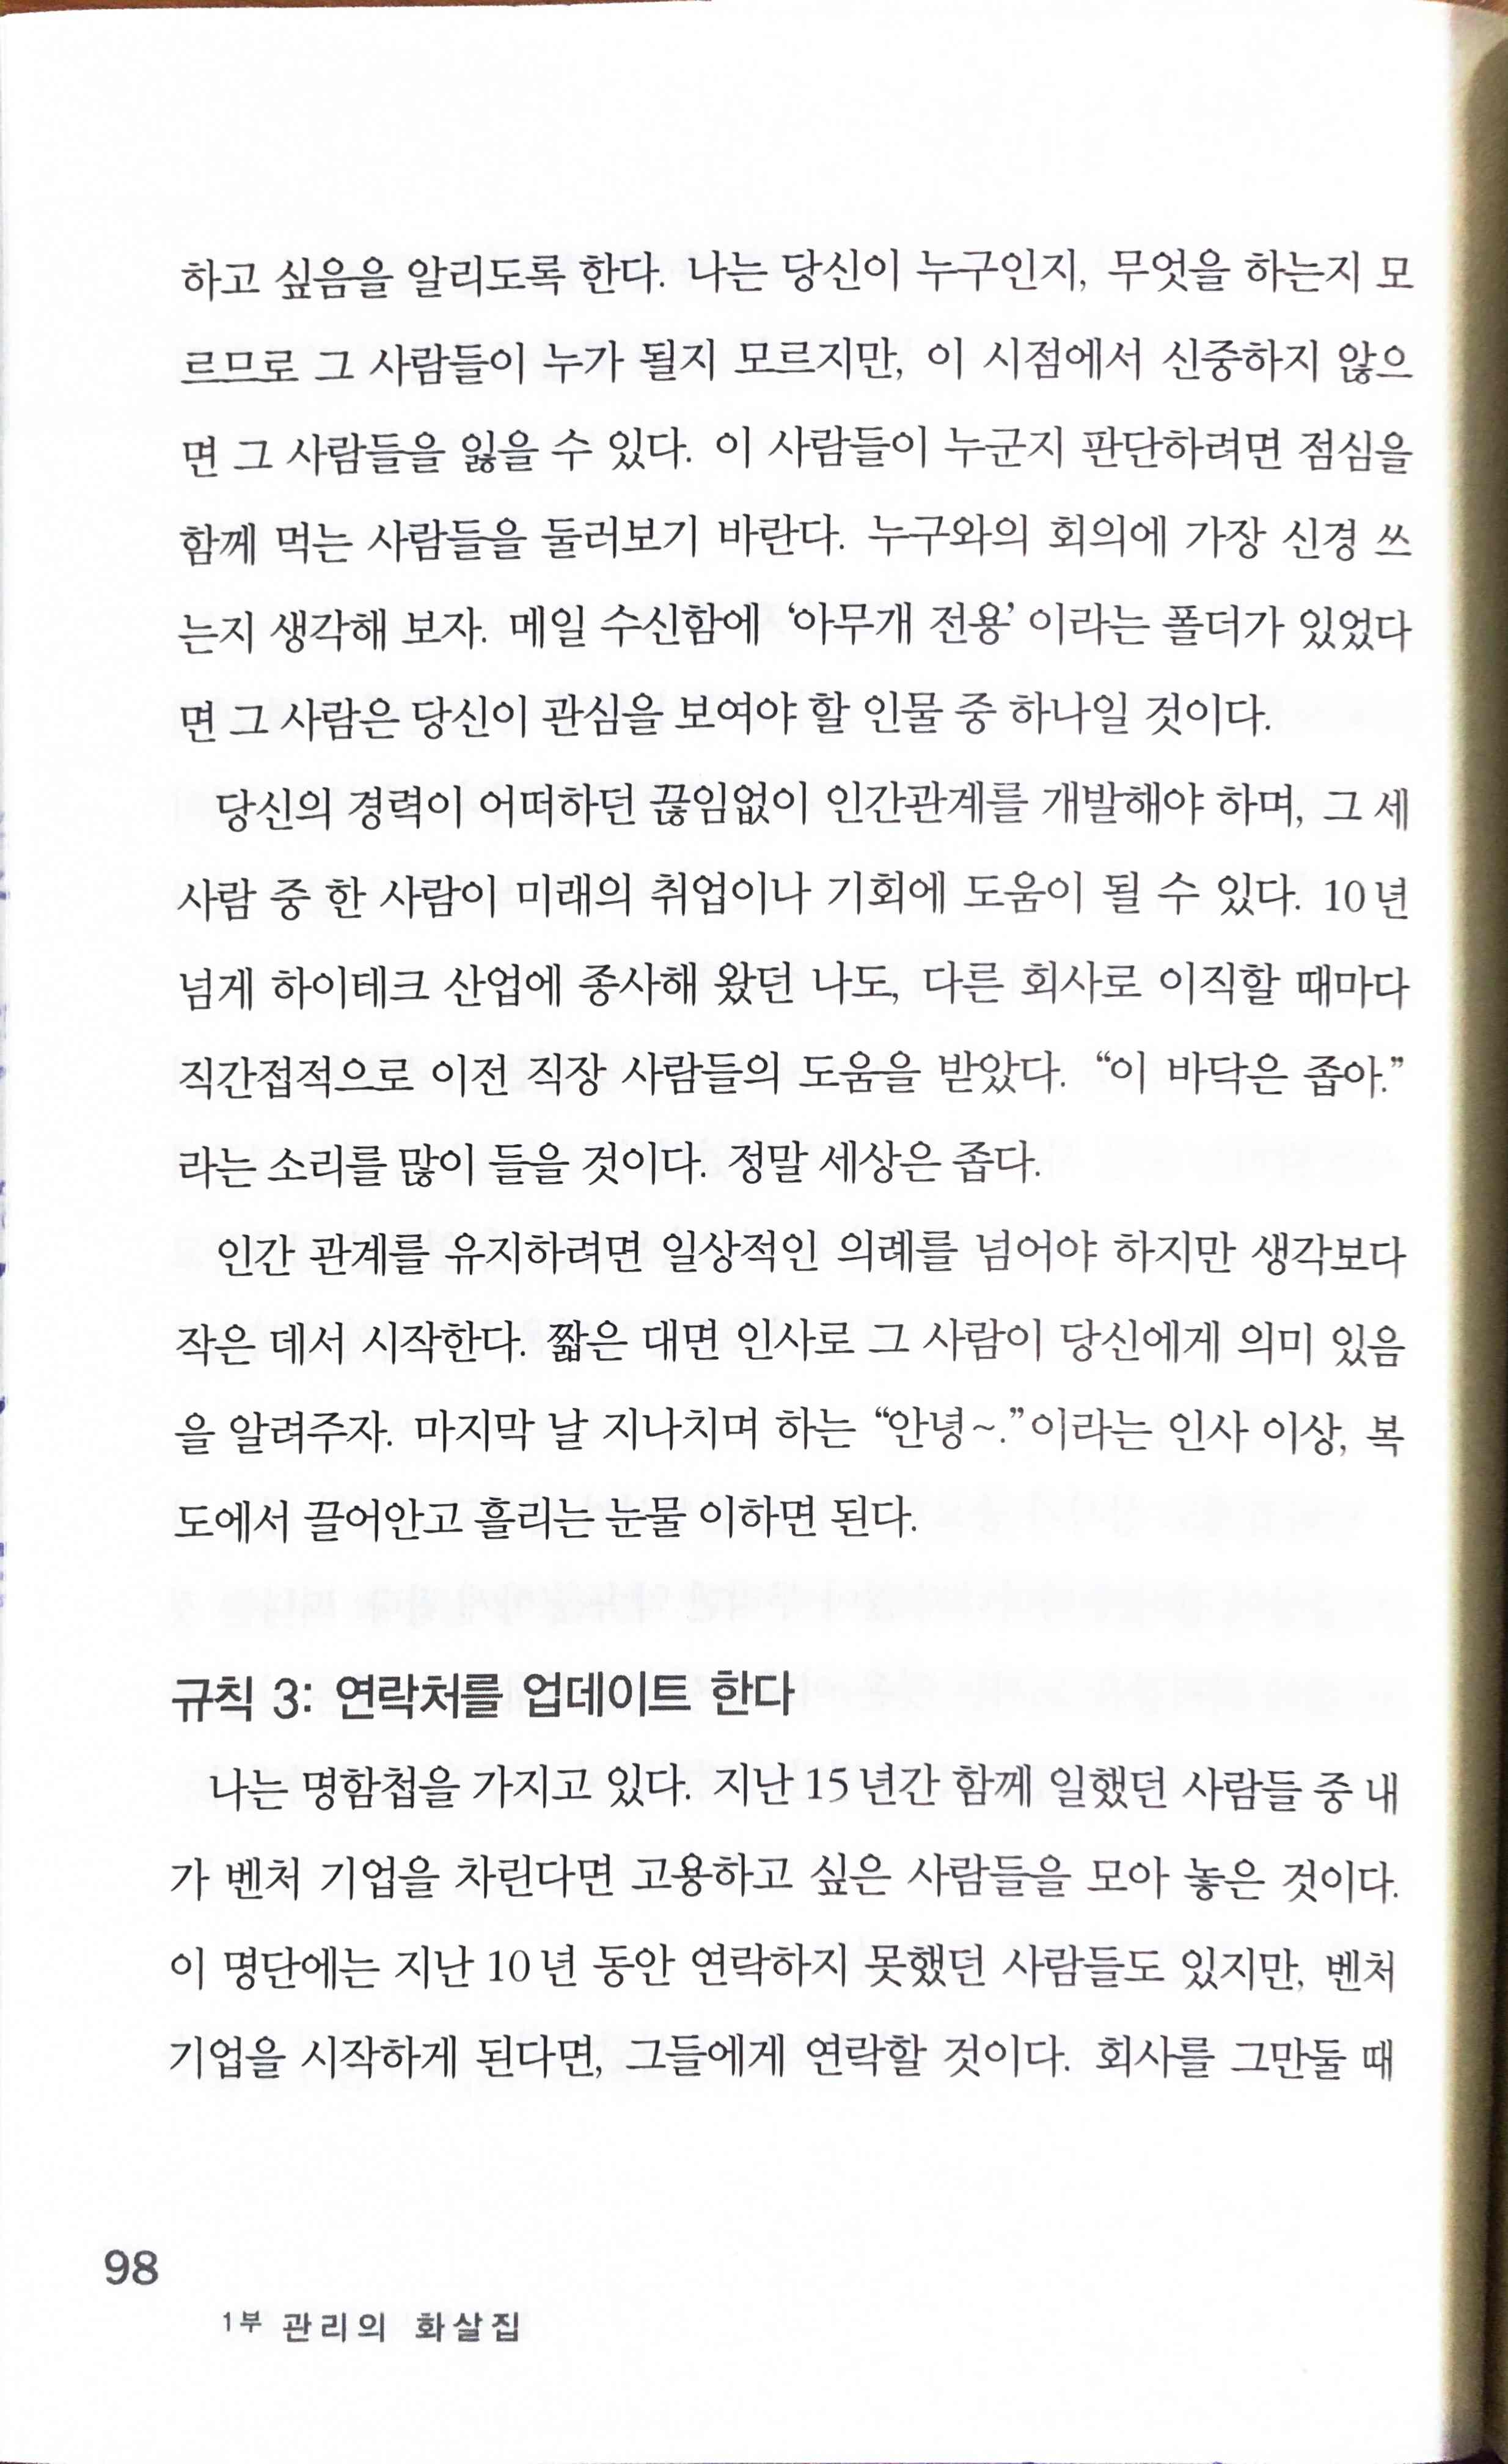 하고 싶음을 알리도록 한다. 나는 당신이 누구인지, 무엇을 하는지 모
르므로 그 사람들이 누가 될지 모르지만, 이 시점에서 신중하지 않으
면 그 사람들을 잃을 수 있다. 이 사람들이 누군지 판단하려면 점심을
함께 먹는 사람들을 둘러보기 바란다. 누구와의 회의에 가장 신경 쓰
는지 생각해 보자. 메일 수신함에 ‘아무개 전용’ 이라는 폴더가 있었다
면 그 사람은 당신이 관심을 보여야 할 인물 중 하나일 것이다.
당신의 경력이 어떠하던 끊임없이 인간관계를 개발해야 하며, 그 세
사람 중 한 사람이 미래의 취업이나 기회에 도움이 될 수 있다. 10년
넘게 하이테크 산업에 종사해 왔던 나도, 다른 회사로 이직할 때마다
직간접적으로 이전 직장 사람들의 도움을 받았다. “이 바닥은 좁아.”
라는 소리를 많이 들을 것이다. 정말 세상은 좁다.
인간 관계를 유지하려면 일상적인 의례를 넘어야 하지만 생각보다
작은 데서 시작한다. 짧은 대면 인사로 그 사람이 당신에게 의미 있음
을 알려주자. 마지막 날 지나치며 하는 “안녕~.”이라는 인사 이상, 복
도에서 끌어안고 흘리는 눈물 이하면 된다.
규칙 3: 연락처를 업데이트 한다
나는 명함첩을 가지고 있다. 지난 15년간 함께 일했던 사람들 중 내
가 벤처 기업을 차린다면 고용하고 싶은 사람들을 모아 놓은 것이다.
이 명단에는 지난 10년 동안 연락하지 못했던 사람들도 있지만, 벤처
기업을 시작하게 된다면, 그들에게 연락할 것이다. 회사를 그만둘 때
98
1부 관리의 화살집